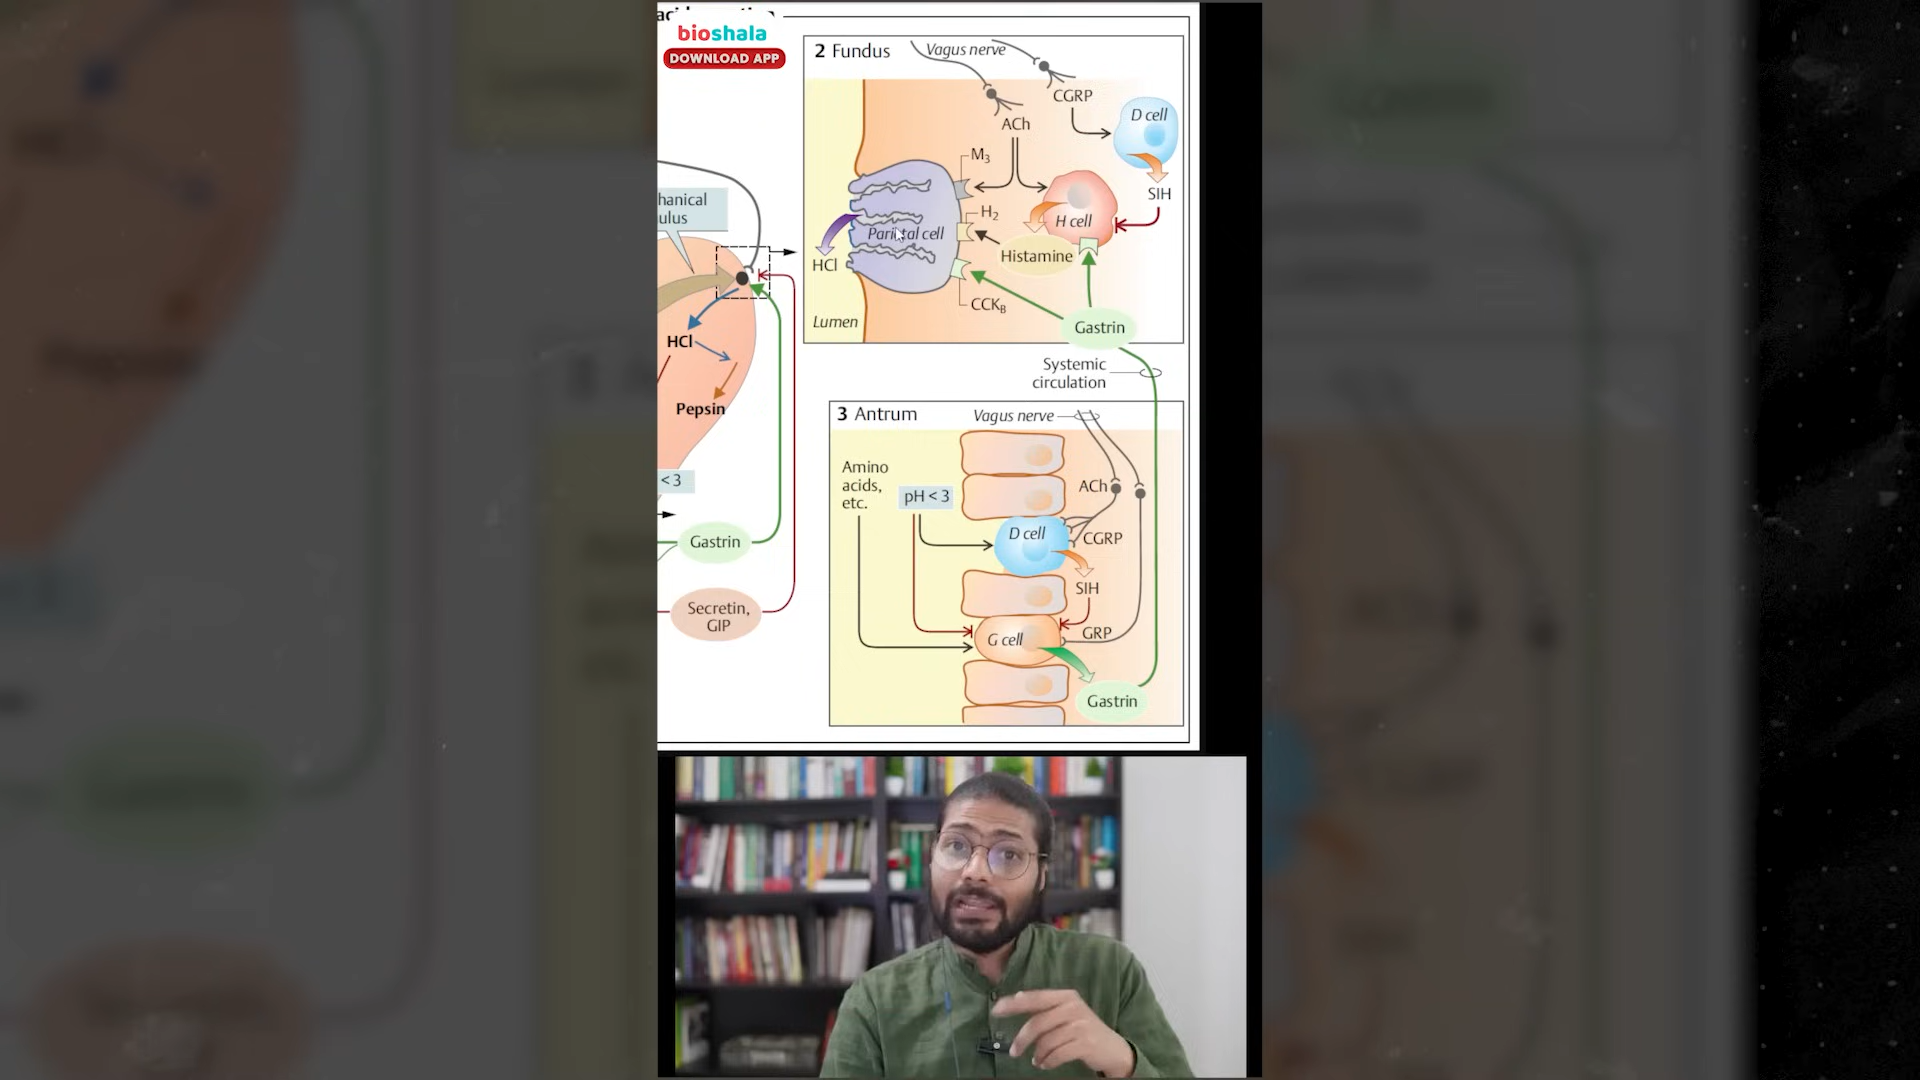 bioshala
DOWNLOAD APP
2 Fundus
Vagus nerve
CGRP
D cell
ACh
M3
SIH
H2
H cell
Parietal cell
Histamine
HCl
CCKB
Lumen
Gastrin
hanical
ulus
HCl
Pepsin
< 3
Gastrin
Secretin,
GIP
Systemic
circulation
3 Antrum
Vagus nerve
Amino
acids,
etc.
pH < 3
ACh
D cell
CGRP
SIH
G cell
GRP
Gastrin